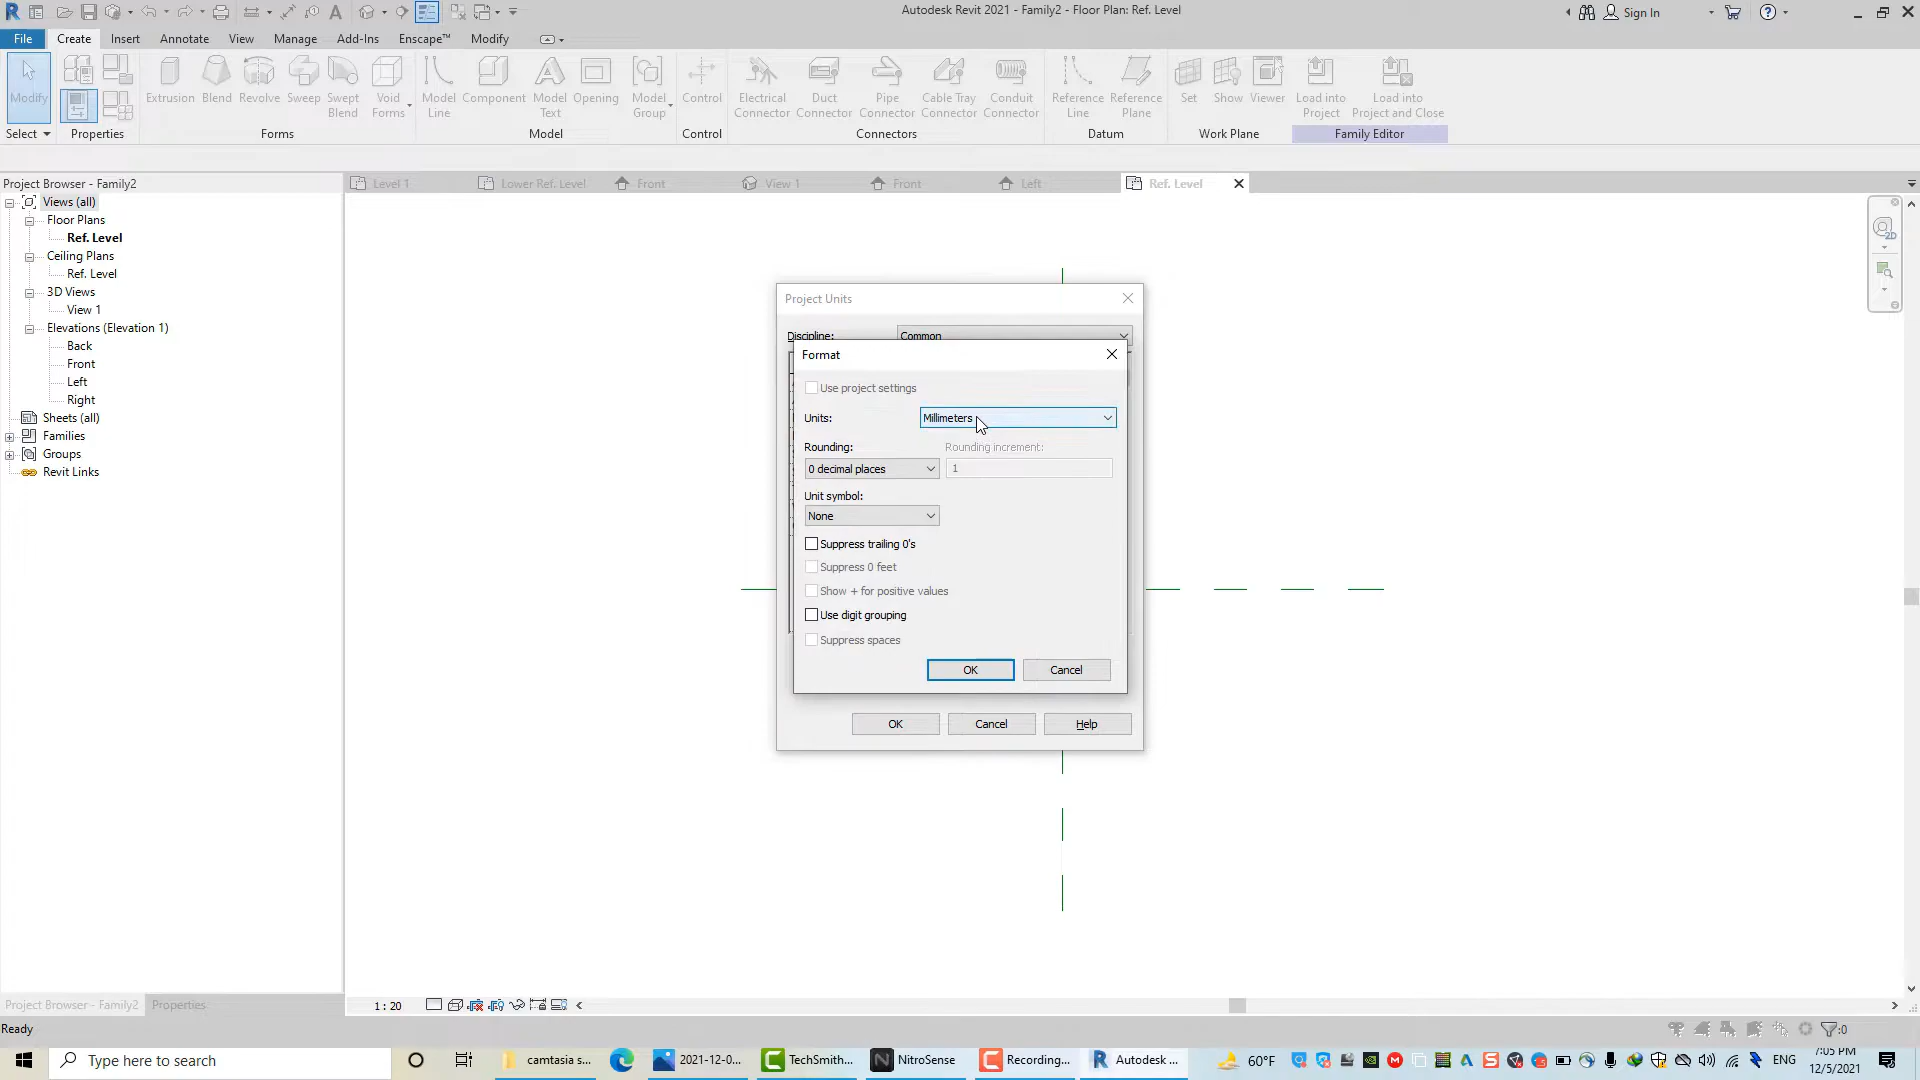 Autodesk Revit 2021 - Family2 - Floor Plan: Ref. Level
Sign In
File Create Insert Annotate View Manage Add-Ins Enscape™ Modify
Modify Extrusion Blend Revolve Sweep Swept Blend Void Forms Model Line Component Model Text Opening Model Group Control Electrical Connector Duct Connector Pipe Connector Cable Tray Connector Conduit Connector Reference Line Reference Plane Set Show Viewer Load into Project Load into Project and Close
Select Properties Forms Model Control Connectors Datum Work Plane Family Editor
Project Browser - Family2
Level 1 Lower Ref. Level Front View 1 Front Left Ref. Level
Views (all)
Floor Plans
Ref. Level
Ceiling Plans
Ref. Level
3D Views
View 1
Elevations (Elevation 1)
Back
Front
Left
Right
Sheets (all)
Families
Groups
Revit Links
Project Units
Discipline: Common
Format
Use project settings
Units: Millimeters
Rounding: Rounding increment:
0 decimal places 1
Unit symbol:
None
Suppress trailing 0's
Suppress 0 feet
Show + for positive values
Use digit grouping
Suppress spaces
OK Cancel
OK Cancel Help
2D
Project Browser - Family2 Properties
1 : 20
Ready
:0
Type here to search
camtasia s...
2021-12-0...
TechSmith...
NitroSense
Recording...
Autodesk ...
60°F
ENG
7:05 PM
12/5/2021